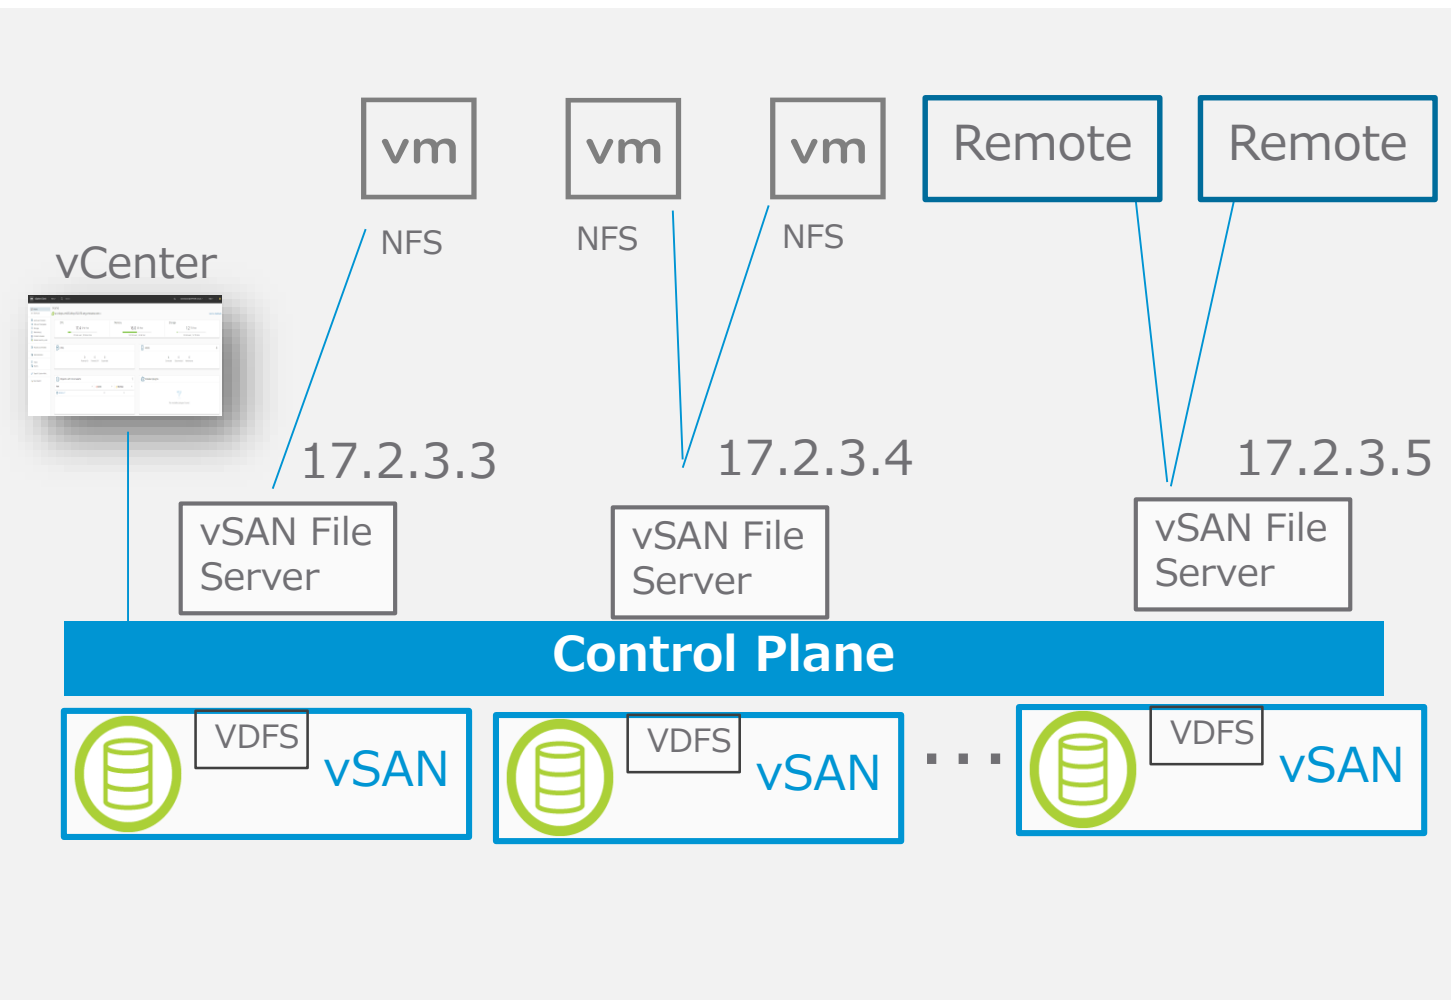 vm
vm
vm
Remote
Remote
NFS
NFS
NFS
vCenter
17.2.3.3
17.2.3.4
17.2.3.5
vSAN File
Server
vSAN File
Server
vSAN File
Server
Control Plane
VDFS
vSAN
VDFS
vSAN
...
VDFS
vSAN